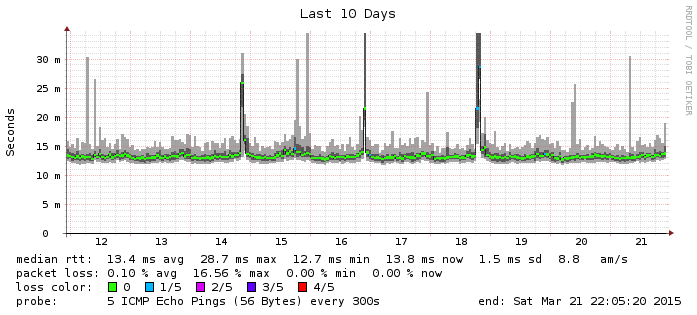 Last 10 Days
RRDTOOL / TOBI OETIKER
Seconds
30 m
25 m
20 m
15 m
10 m
5 m
0
12 13 14 15 16 17 18 19 20 21
median rtt: 13.4 ms avg 28.7 ms max 12.7 ms min 13.8 ms now 1.5 ms sd 8.8 am/s
packet loss: 0.10 % avg 16.56 % max 0.00 % min 0.00 % now
loss color: 0 1/5 2/5 3/5 4/5
probe: 5 ICMP Echo Pings (56 Bytes) every 300s end: Sat Mar 21 22:05:20 2015